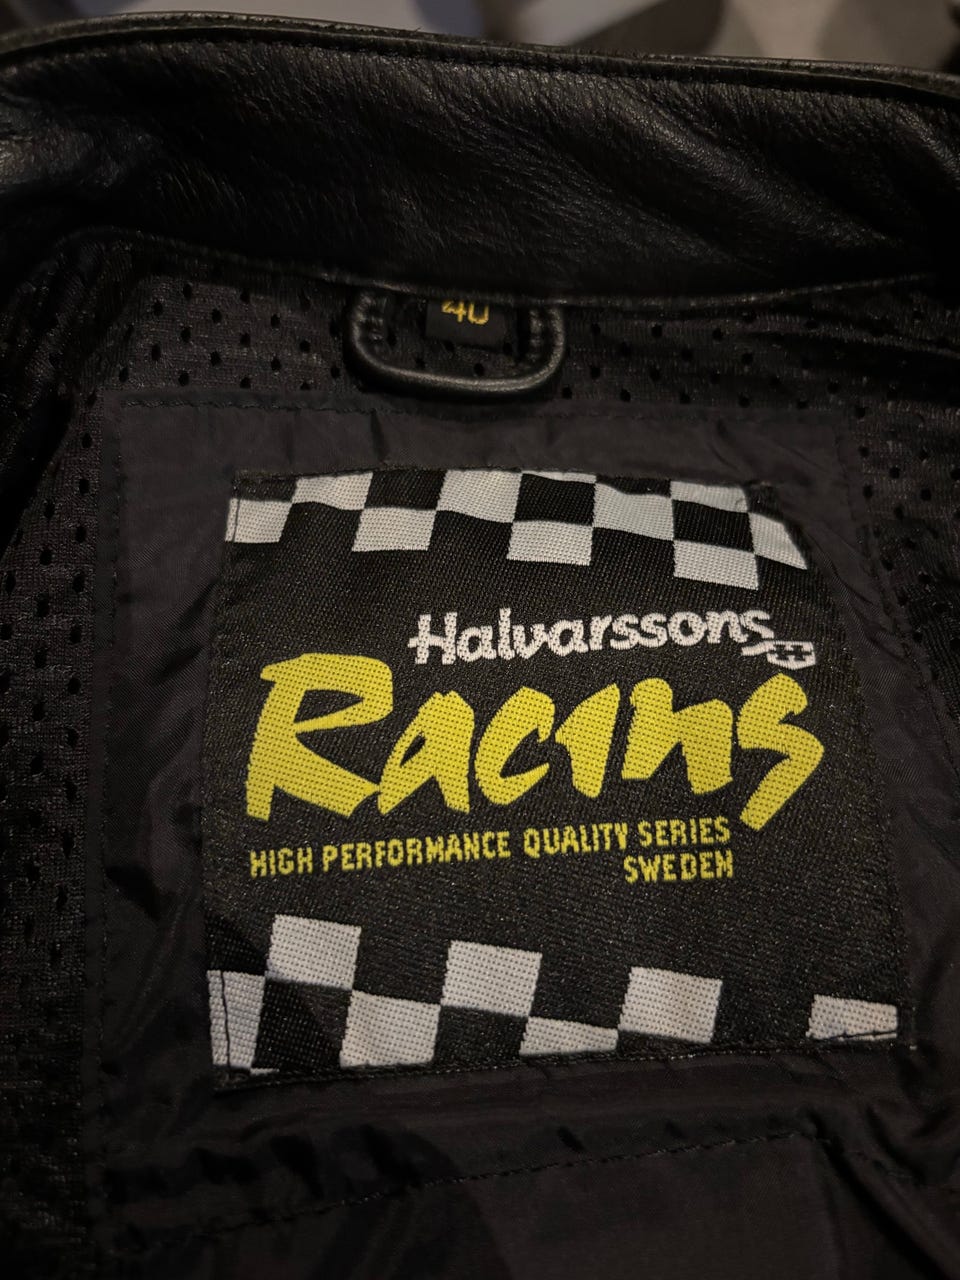 40
Halvarssons
H
Racing
HIGH PERFORMANCE QUALITY SERIES
SWEDEN